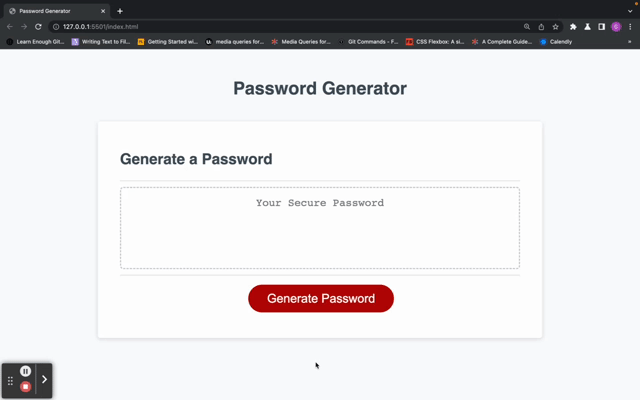 Password Generator
127.0.0.1:5501/index.html
Learn Enough Git... Writing Text to Fil... Getting Started wi... media queries for... Media Queries for... Git Commands - F... CSS Flexbox: A si... A Complete Guide... Calendly
Password Generator
Generate a Password
Your Secure Password
Generate Password